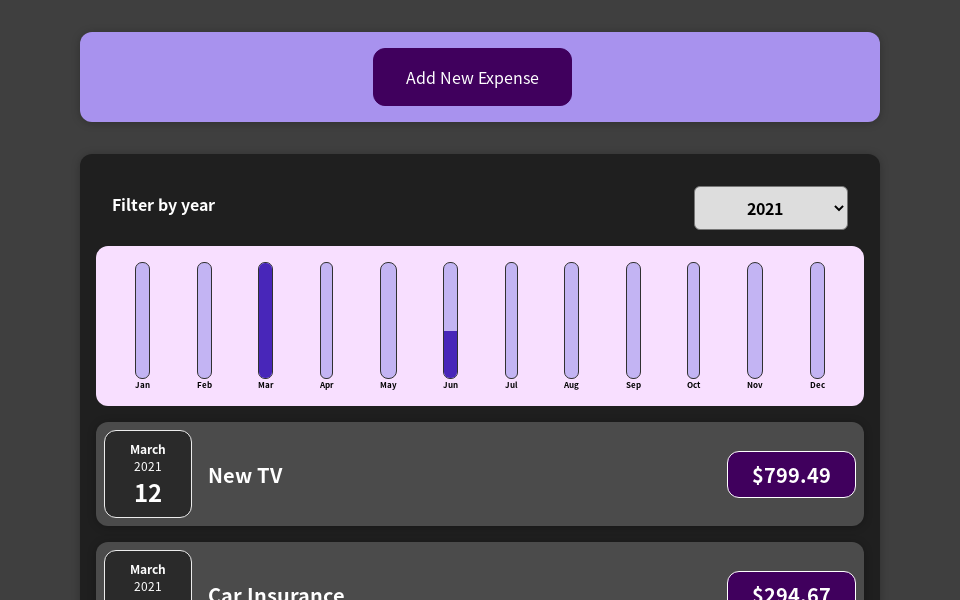 Add New Expense
Filter by year
2021
Jan Feb Mar Apr May Jun Jul Aug Sep Oct Nov Dec
March
2021
12
New TV
$799.49
March
2021
Car Insurance
$294.67